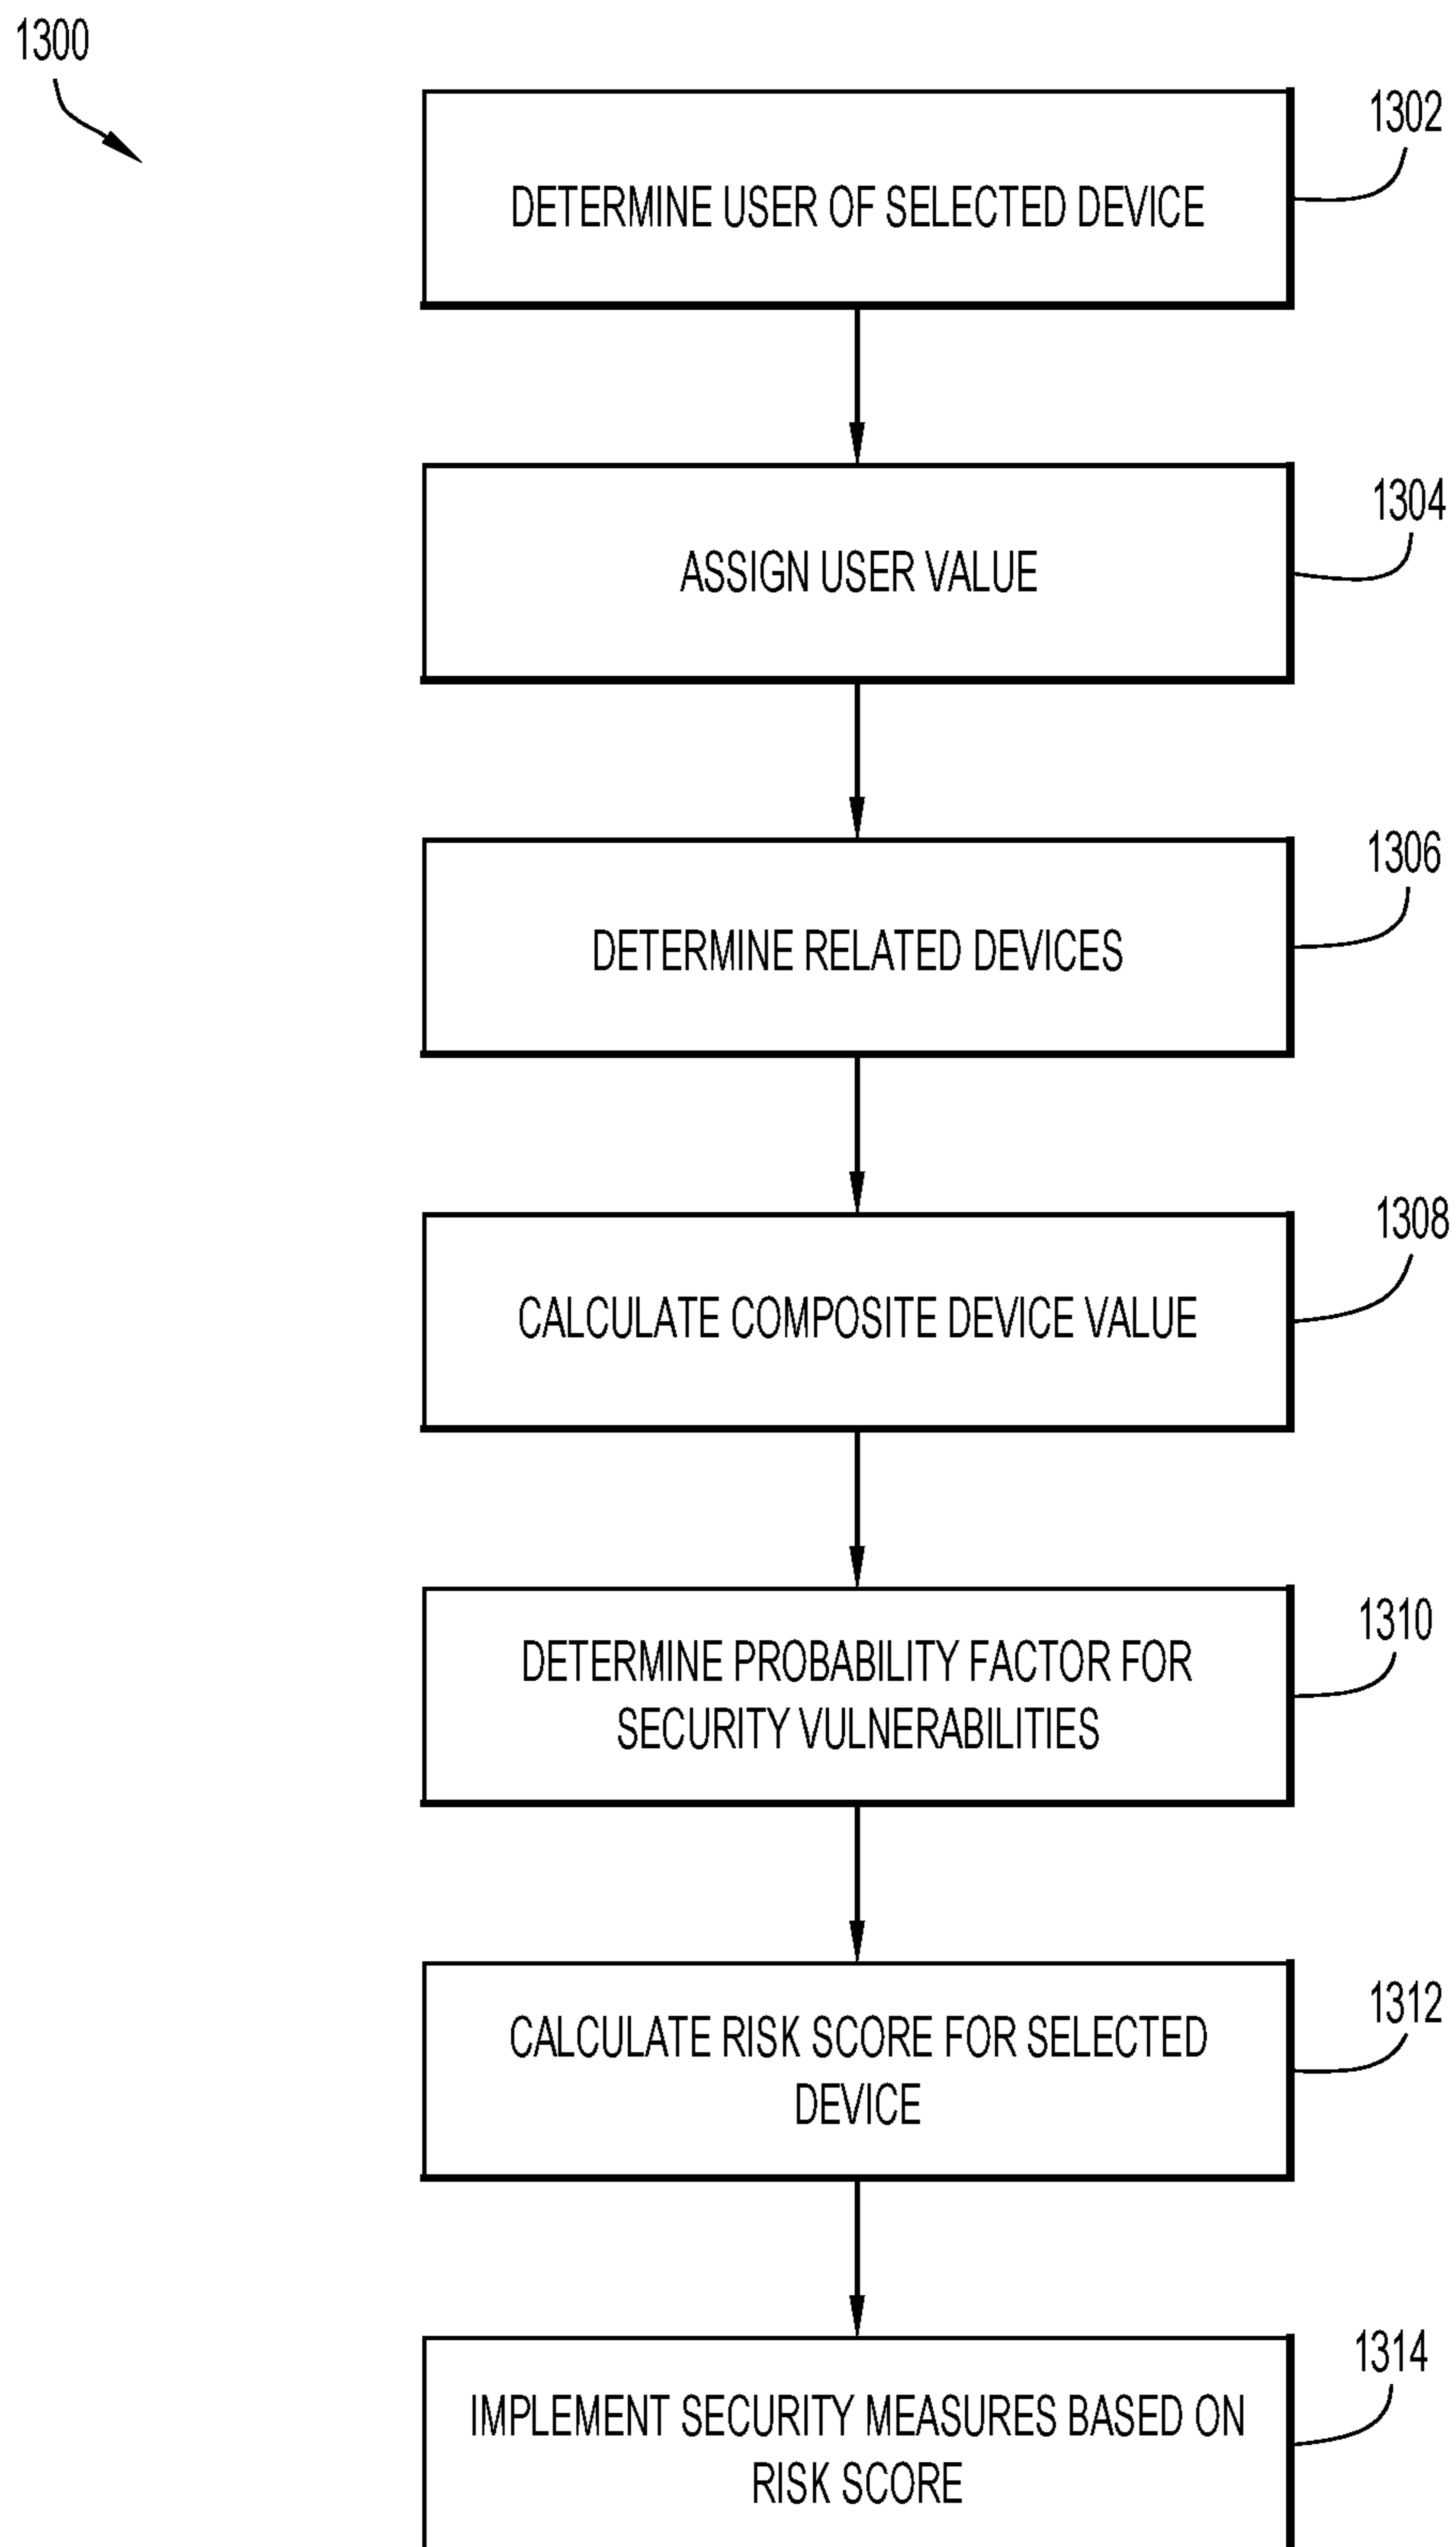 1300
1302
DETERMINE USER OF SELECTED DEVICE
1304
ASSIGN USER VALUE
1306
DETERMINE RELATED DEVICES
1308
CALCULATE COMPOSITE DEVICE VALUE
1310
DETERMINE PROBABILITY FACTOR FOR
SECURITY VULNERABILITIES
1312
CALCULATE RISK SCORE FOR SELECTED
DEVICE
1314
IMPLEMENT SECURITY MEASURES BASED ON
RISK SCORE